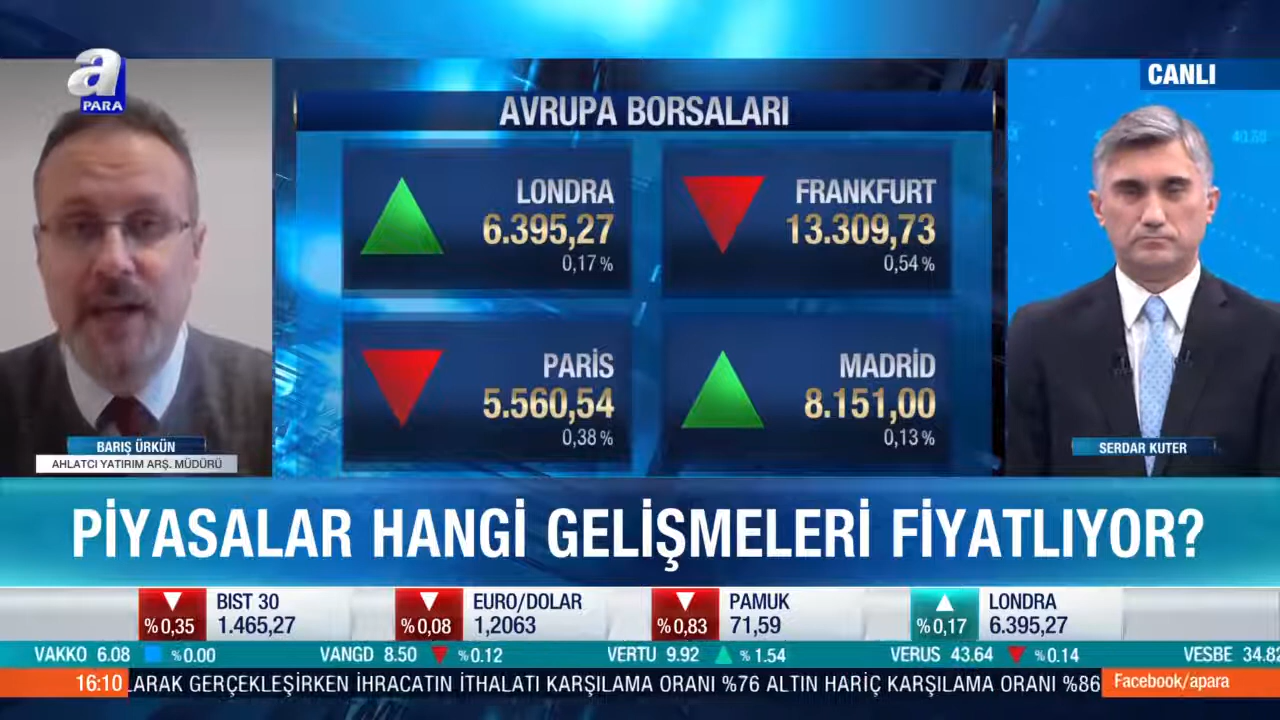 a
PARA
CANLI
AVRUPA BORSALARI
LONDRA
6.395,27
0,17 %
FRANKFURT
13.309,73
0,54 %
PARİS
5.560,54
0,38 %
MADRİD
8.151,00
0,13 %
BARIŞ ÜRKÜN
AHLATCI YATIRIM ARŞ. MÜDÜRÜ
SERDAR KUTER
PİYASALAR HANGİ GELİŞMELERİ FİYATLIYOR?
%0,35 BIST 30 1.465,27
%0,08 EURO/DOLAR 1,2063
%0,83 PAMUK 71,59
%0,17 LONDRA 6.395,27
VAKKO 6.08 %0.00 VANGD 8.50 %0.12 VERTU 9.92 % 1.54 VERUS 43.64 %0.14 VESBE 34.82
16:10 LARAK GERÇEKLEŞİRKEN İHRACATIN İTHALATI KARŞILAMA ORANI %76 ALTIN HARİÇ KARŞILAMA ORANI %86 Facebook/apara